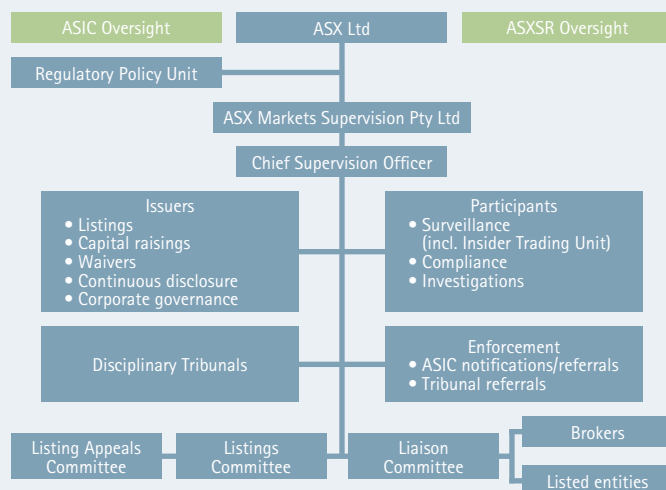 ASIC Oversight
ASX Ltd
ASXSR Oversight
Regulatory Policy Unit
ASX Markets Supervision Pty Ltd
Chief Supervision Officer
Issuers
• Listings
• Capital raisings
• Waivers
• Continuous disclosure
• Corporate governance
Participants
• Surveillance
(incl. Insider Trading Unit)
• Compliance
• Investigations
Disciplinary Tribunals
Enforcement
• ASIC notifications/referrals
• Tribunal referrals
Listing Appeals
Committee
Listings
Committee
Liaison
Committee
Brokers
Listed entities